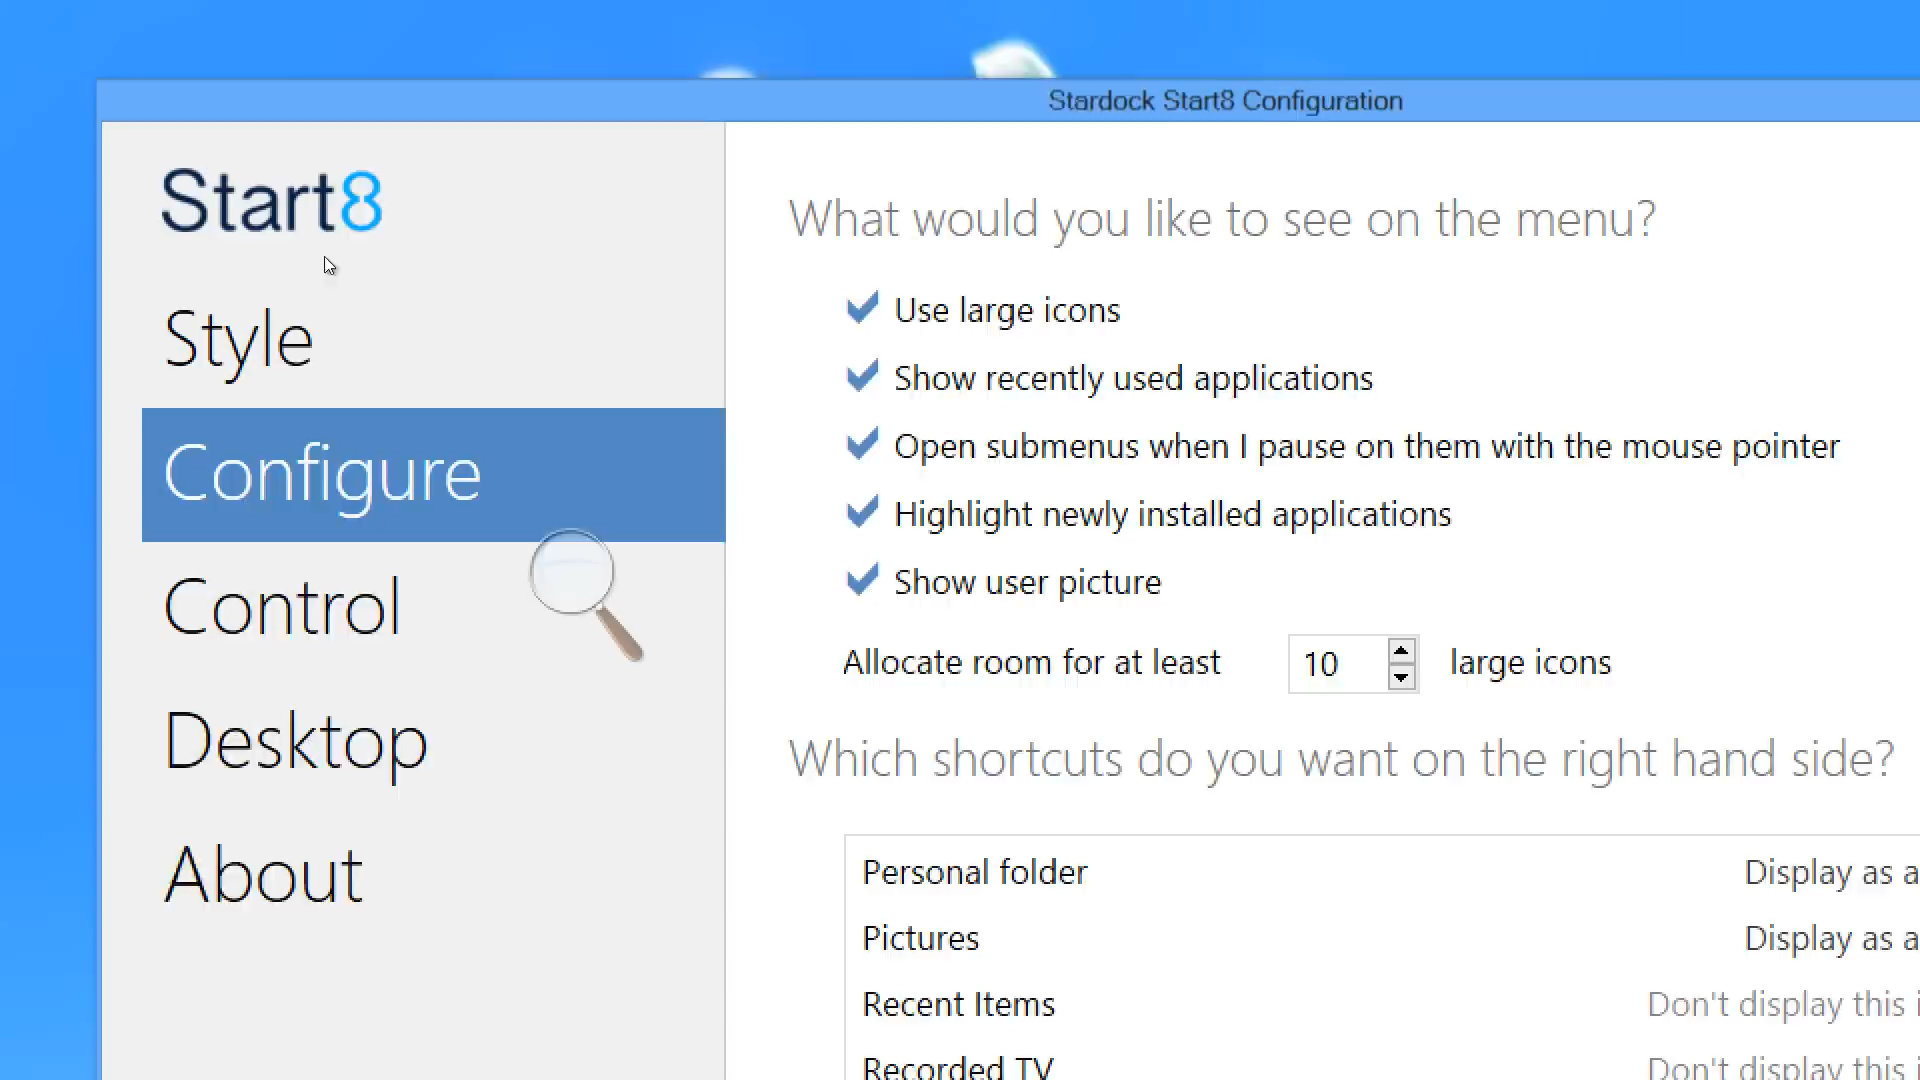 Stardock Start8 Configuration
Start8
Style
Configure
Control
Desktop
About
What would you like to see on the menu?
Use large icons
Show recently used applications
Open submenus when I pause on them with the mouse pointer
Highlight newly installed applications
Show user picture
Allocate room for at least 10 large icons
Which shortcuts do you want on the right hand side?
Personal folder Display as a
Pictures Display as a
Recent Items Don't display this i
Recorded TV Don't display this i